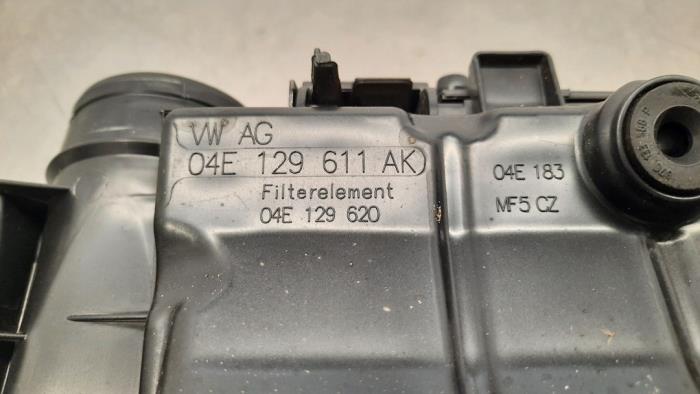 VW AG
04E 129 611 AK
Filterelement
04E 129 620
04E 183
MF5 CZ